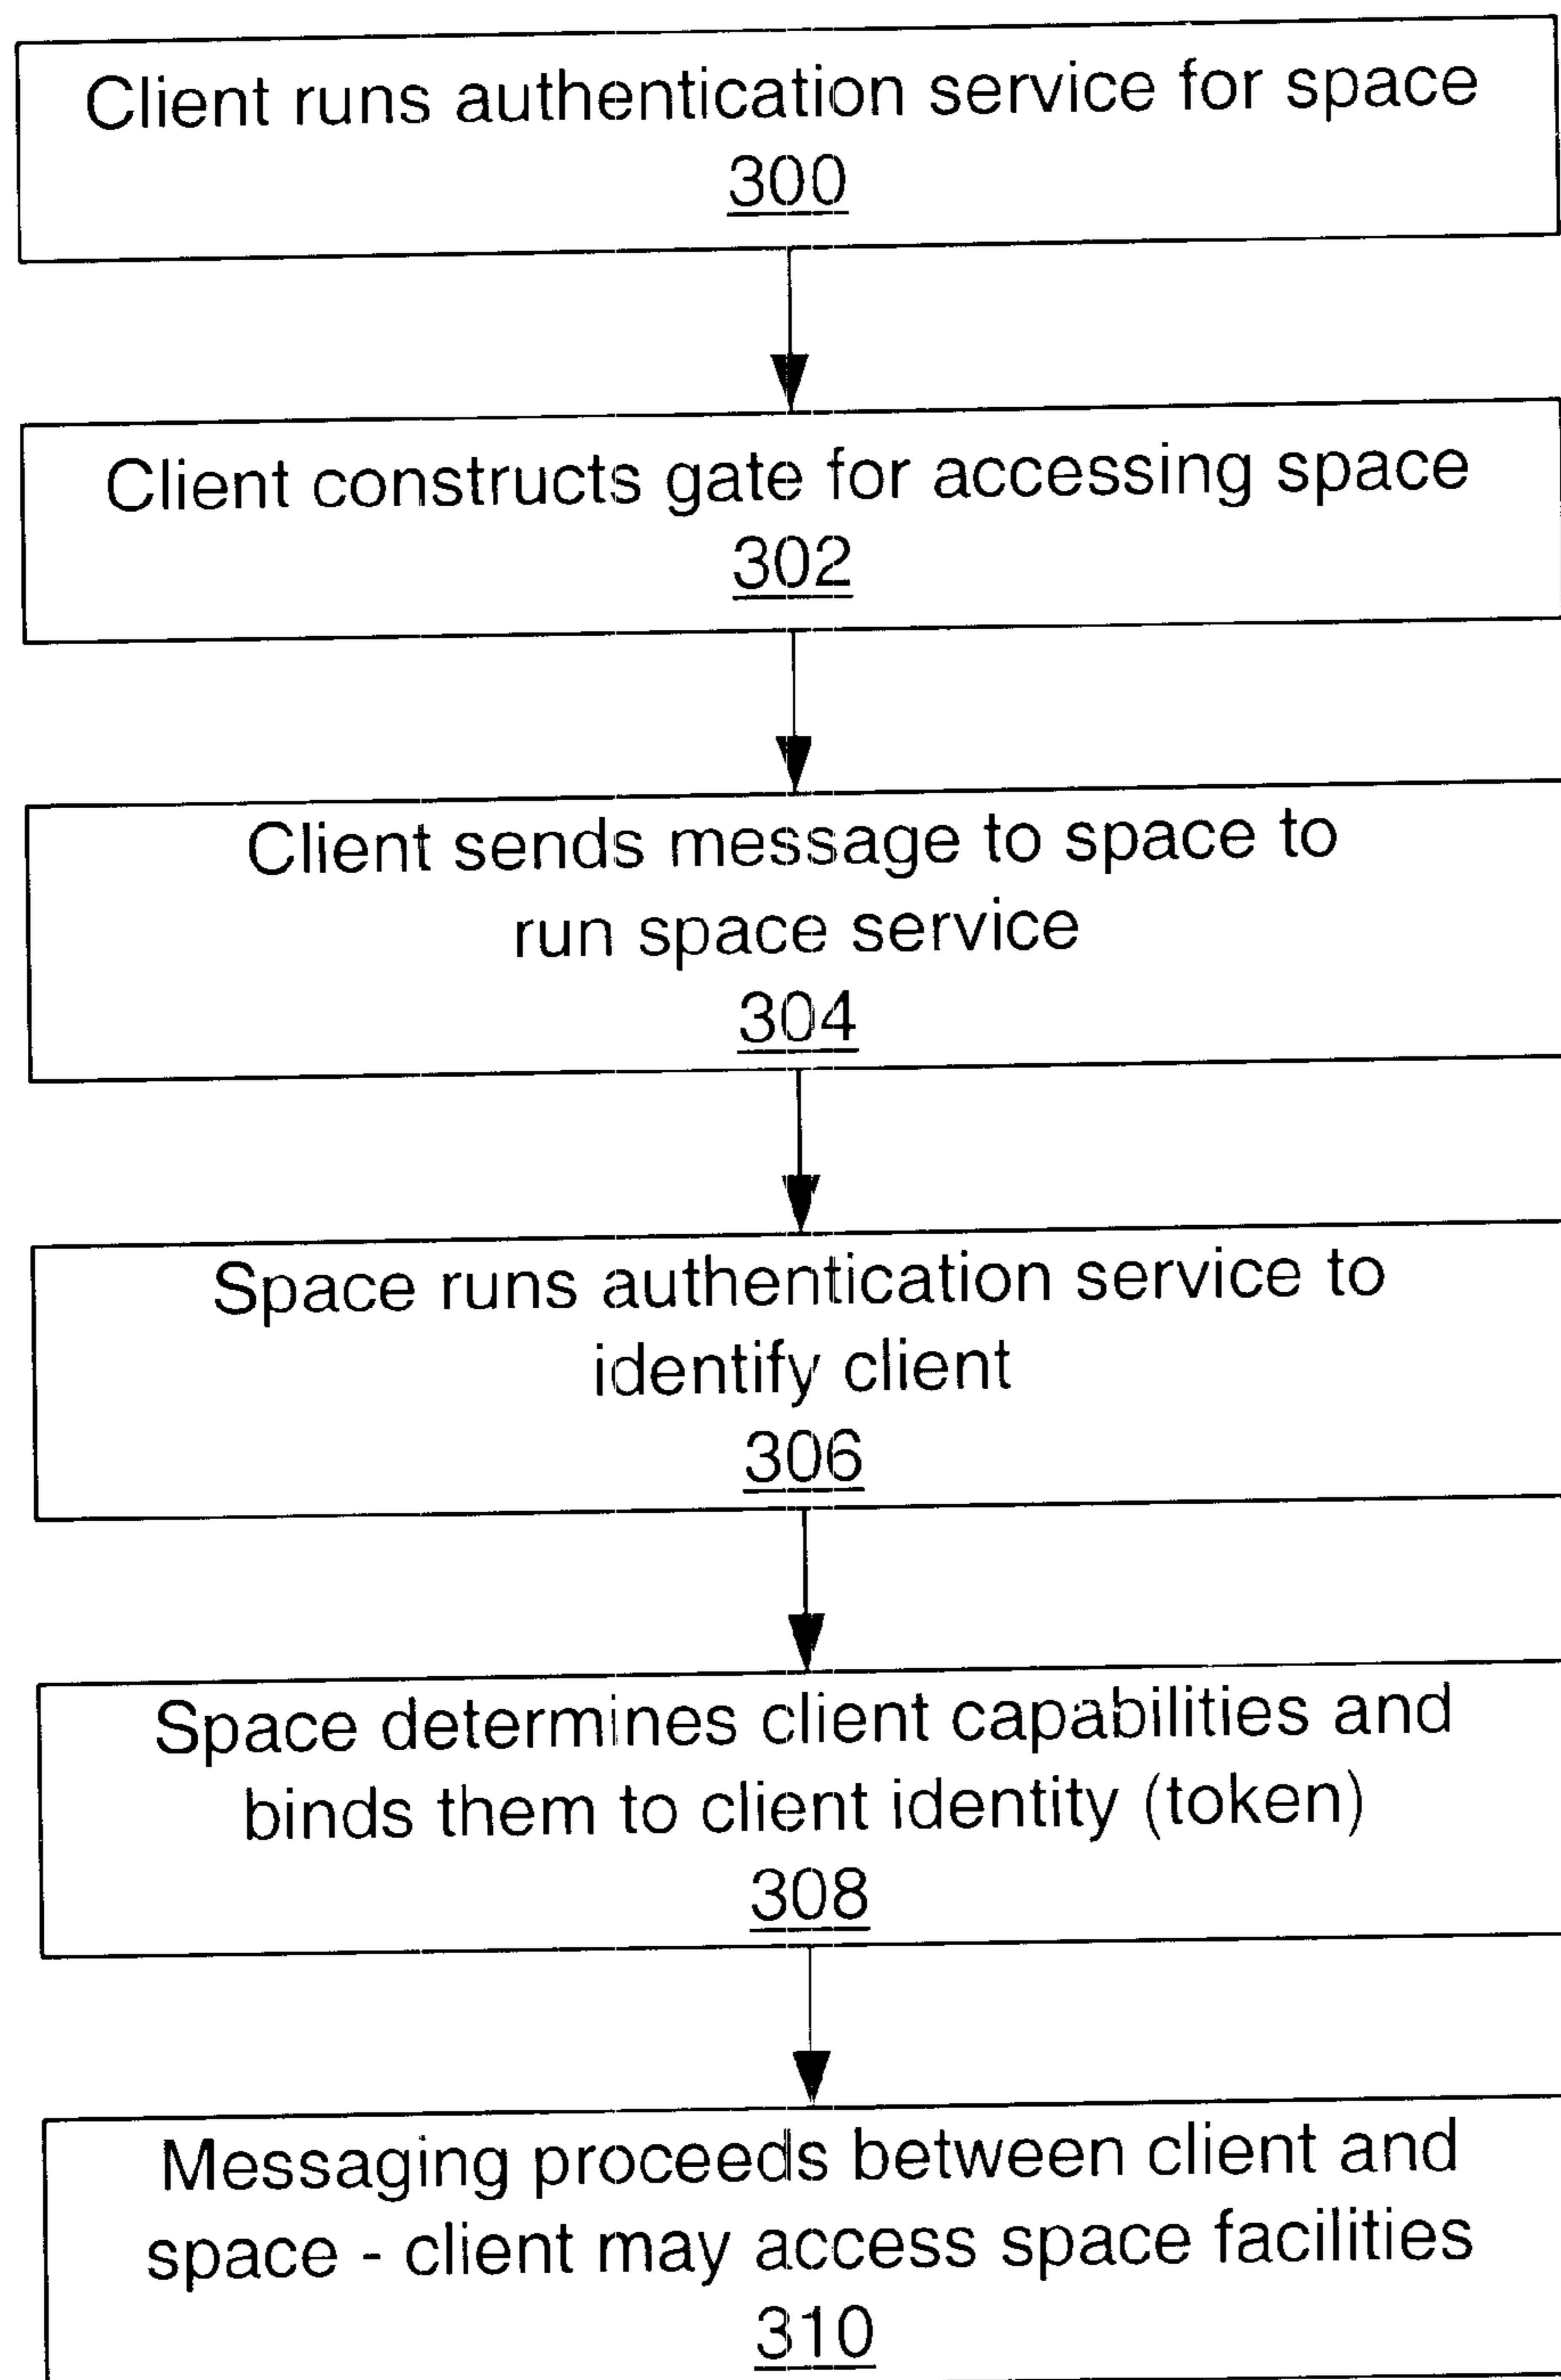 Client runs authentication service for space
300
Client constructs gate for accessing space
302
Client sends message to space to
run space service
304
Space runs authentication service to
identify client
306
Space determines client capabilities and
binds them to client identity (token)
308
Messaging proceeds between client and
space - client may access space facilities
310